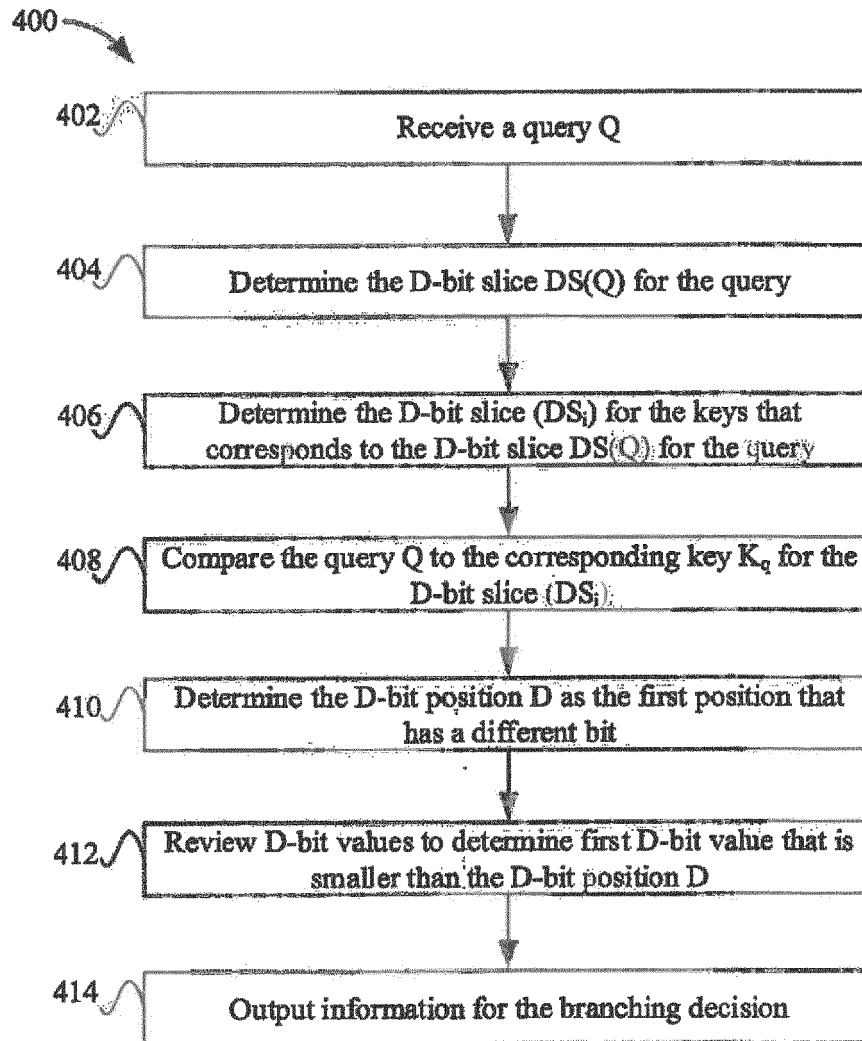 400
402
Receive a query Q
404
Determine the D-bit slice DS(Q) for the query
406
Determine the D-bit slice (DSi) for the keys that
corresponds to the D-bit slice DS(Q) for the query
408
Compare the query Q to the corresponding key Kq for the
D-bit slice (DSi).
410
Determine the D-bit position D as the first position that
has a different bit
412
Review D-bit values to determine first D-bit value that is
smaller than the D-bit position D
414
Output information for the branching decision